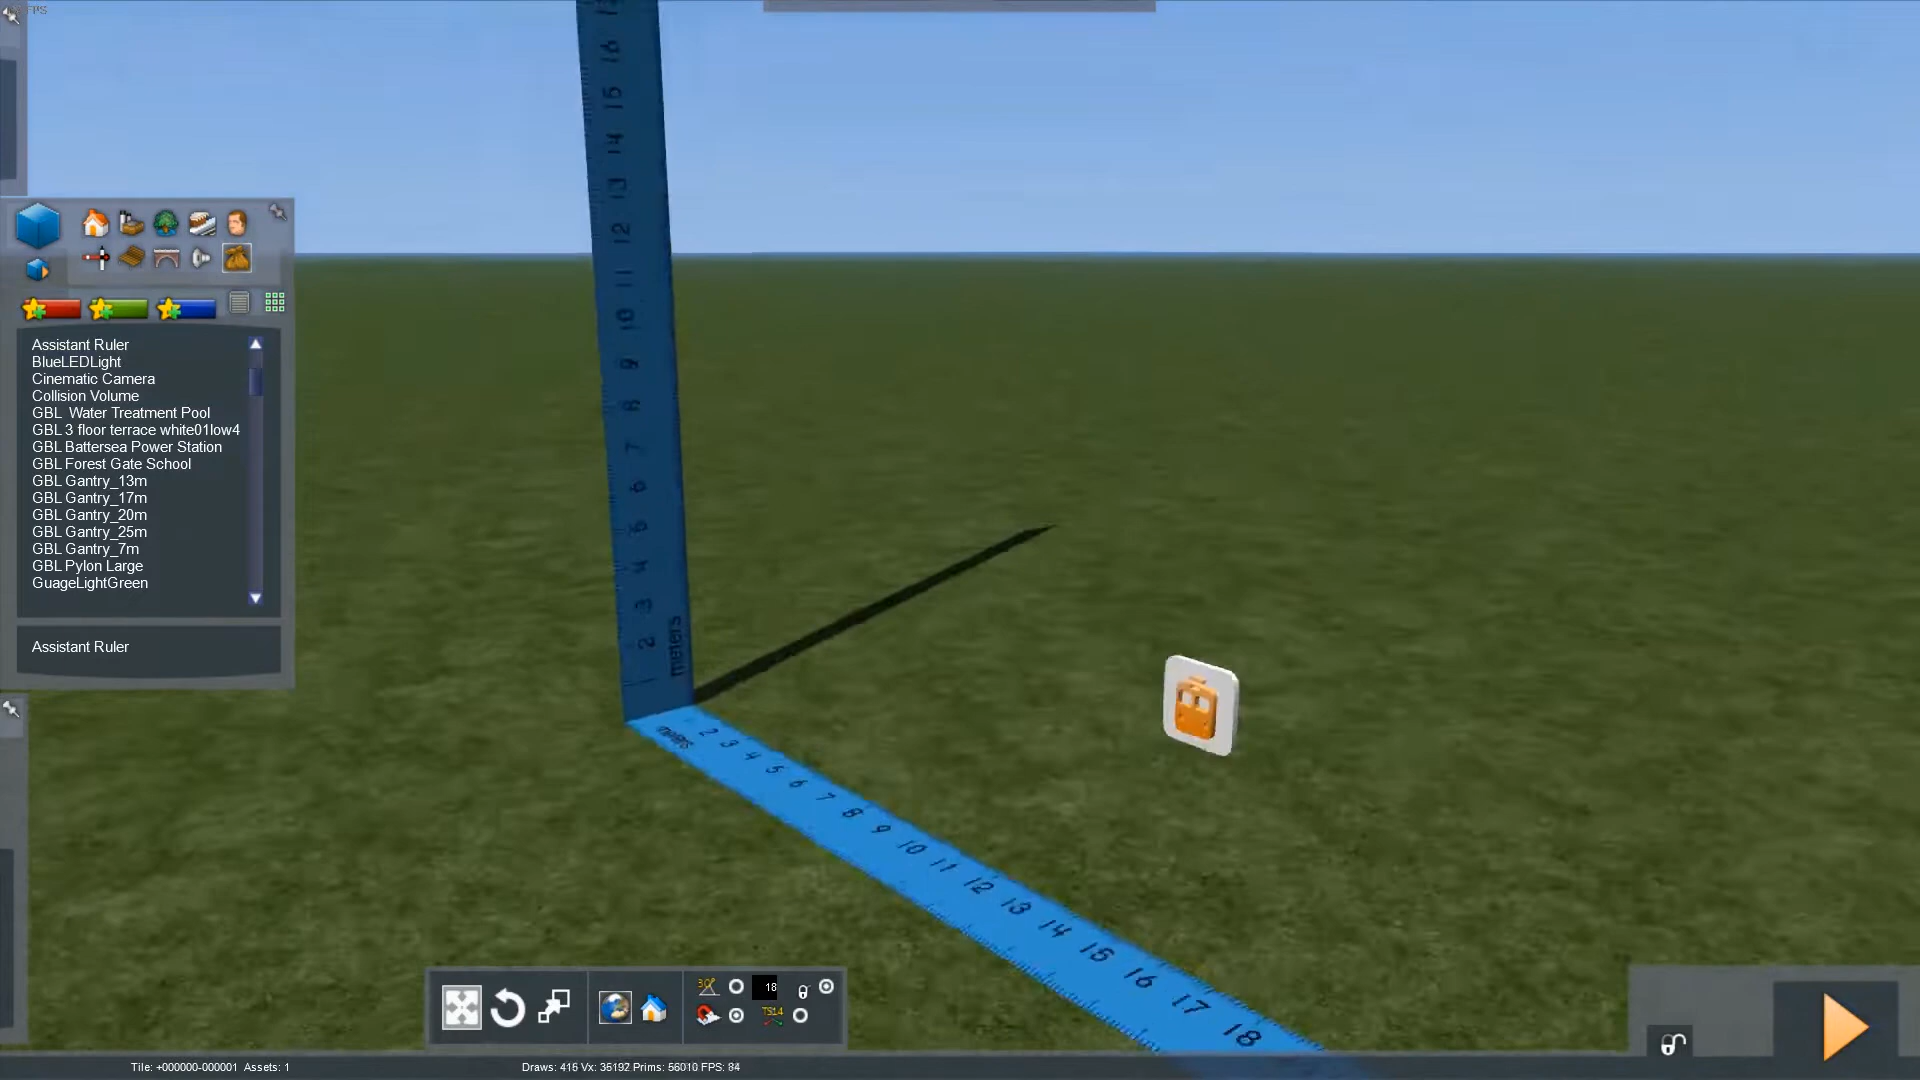 FPS
17
16
15
14
13
12
11
10
9
8
7
6
5
4
3
2
meters
meters
2
3
4
5
6
7
8
9
10
11
12
13
14
15
16
17
18
Assistant Ruler
BlueLEDLight
Cinematic Camera
Collision Volume
GBL  Water Treatment Pool
GBL 3 floor terrace white01low4
GBL Battersea Power Station
GBL Forest Gate School
GBL Gantry_13m
GBL Gantry_17m
GBL Gantry_20m
GBL Gantry_25m
GBL Gantry_7m
GBL Pylon Large
GuageLightGreen
Assistant Ruler
30°
18
TS14
Tile: +000000-000001  Assets: 1
Draws: 416 Vx: 35192 Prims: 56010 FPS: 84